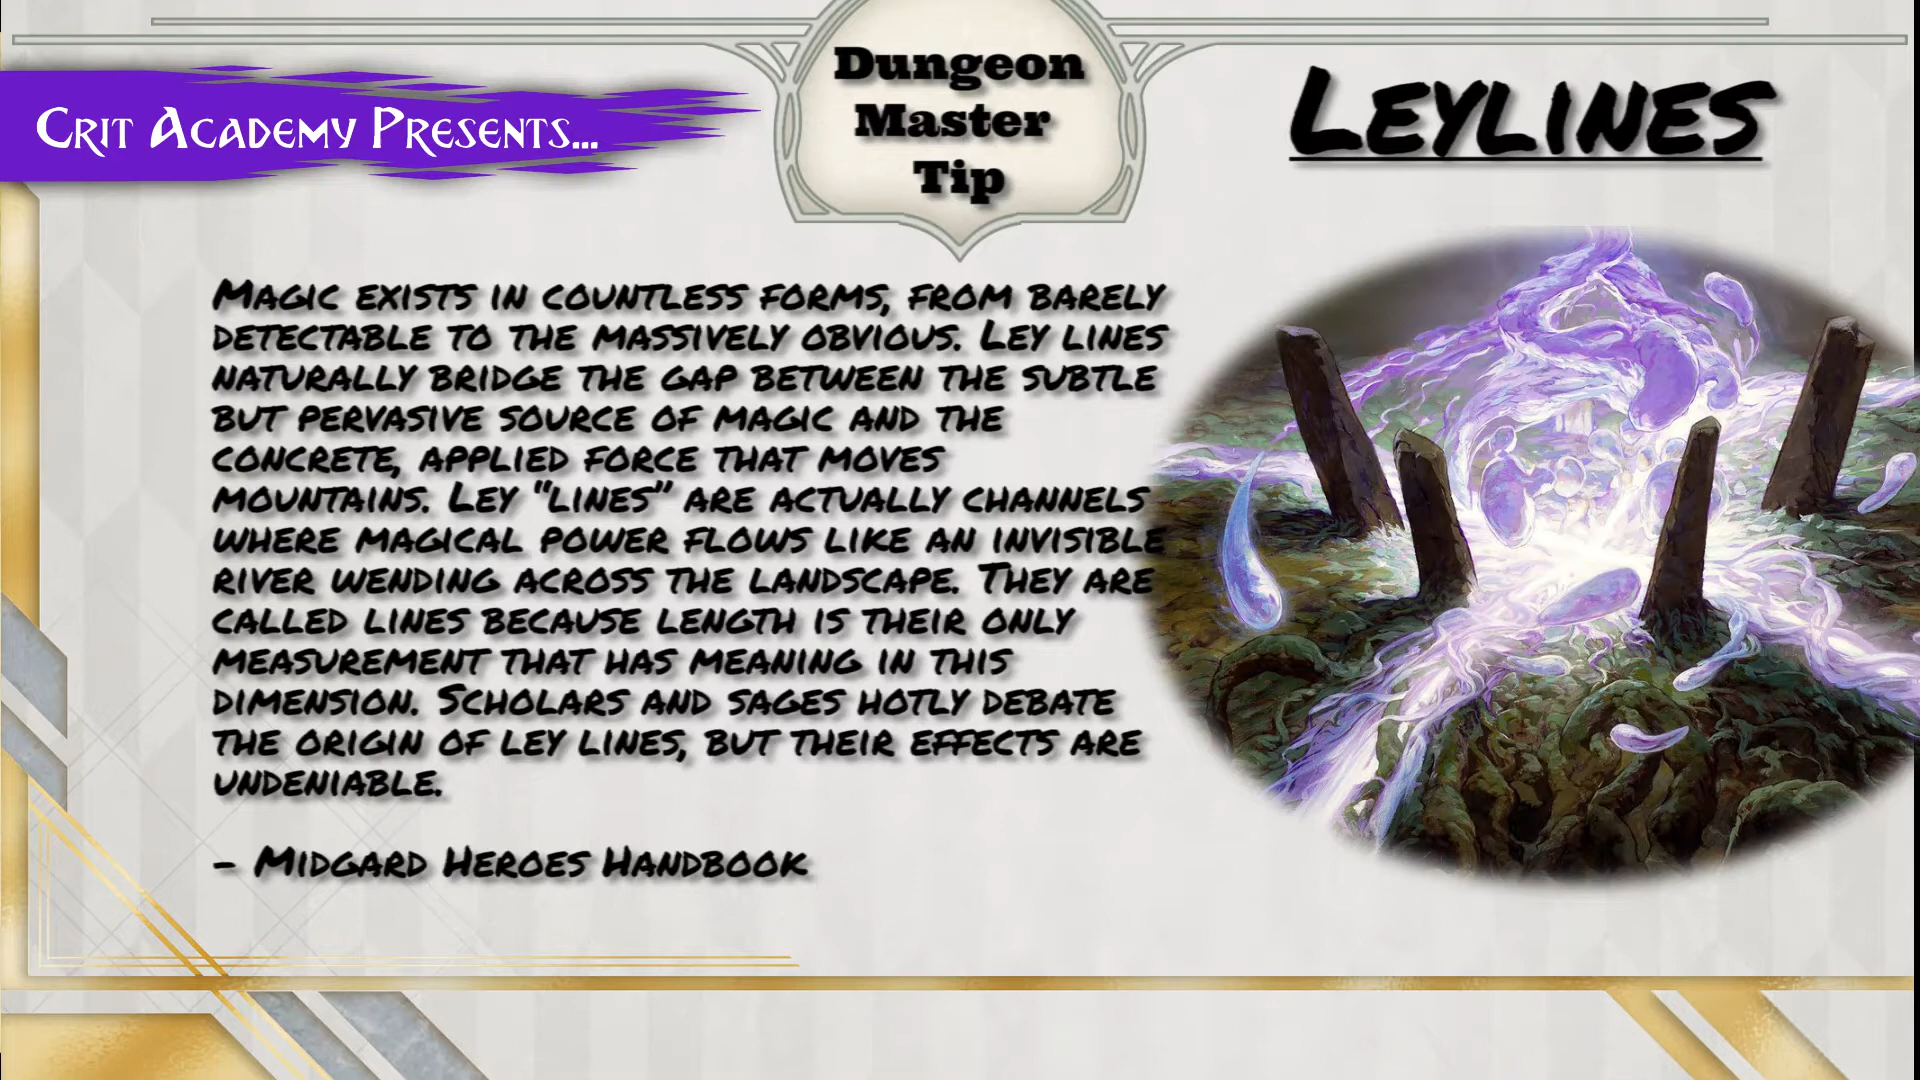 Crit Academy Presents...
Dungeon
Master
Tip
Leylines
Magic exists in countless forms, from barely
detectable to the massively obvious. Ley lines
naturally bridge the gap between the subtle
but pervasive source of magic and the
concrete, applied force that moves
mountains. Ley “lines” are actually channels
where magical power flows like an invisible
river wending across the landscape. They are
called lines because length is their only
measurement that has meaning in this
dimension. Scholars and sages hotly debate
the origin of ley lines, but their effects are
undeniable.
- Midgard Heroes Handbook